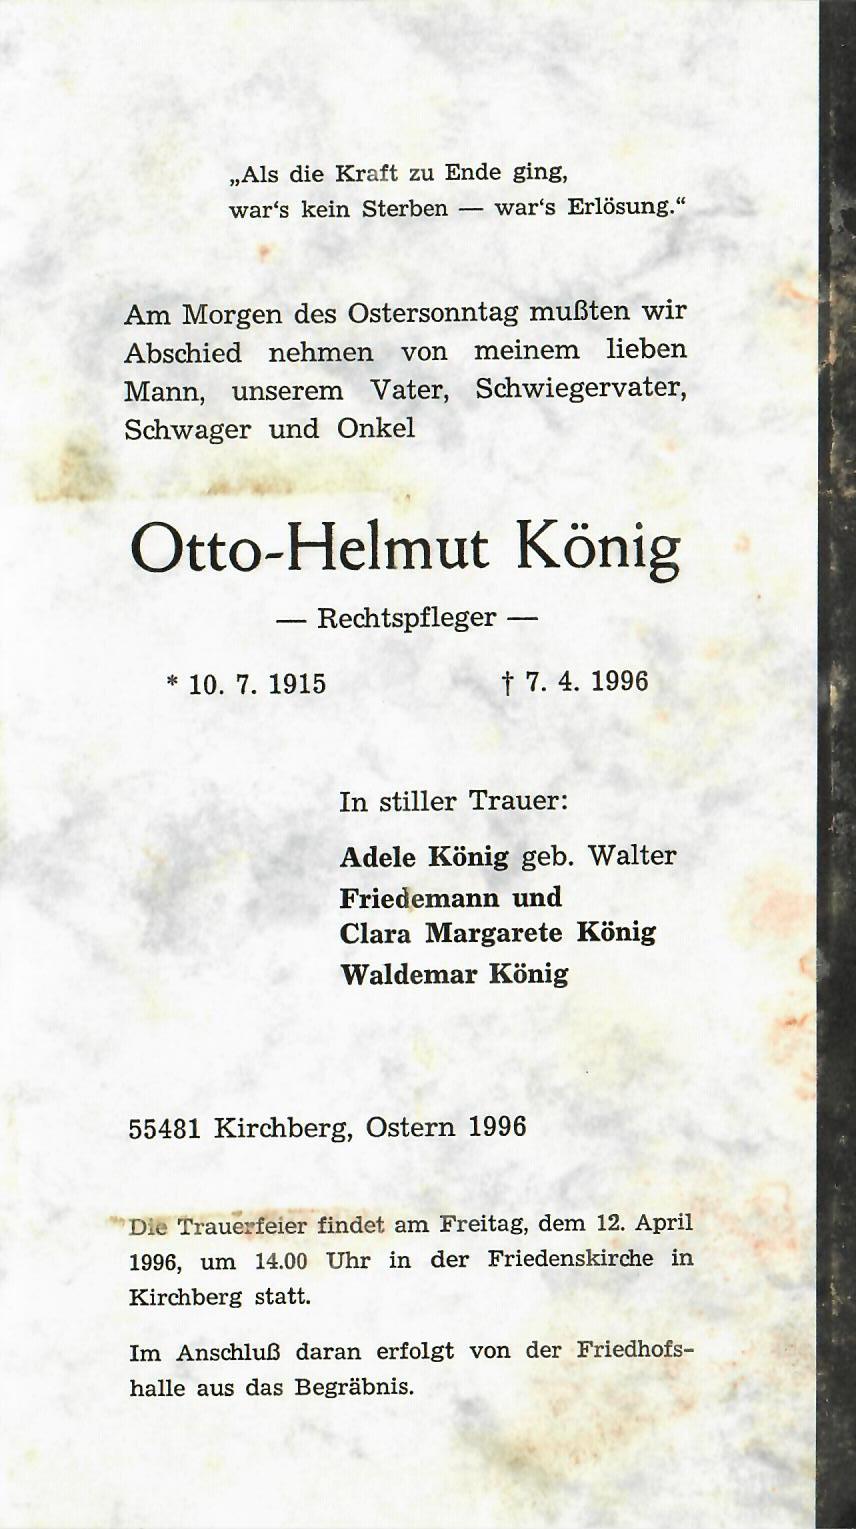 „Als die Kraft zu Ende ging,
war‘s kein Sterben — war‘s Erlösung.“
Am Morgen des Ostersonntag mußten wir
Abschied nehmen von meinem lieben
Mann, unserem Vater, Schwiegervater,
Schwager und Onkel
Otto-Helmut König
— Rechtspfleger —
* 10. 7. 1915 † 7. 4. 1996
In stiller Trauer:
Adele König geb. Walter
Friedemann und
Clara Margarete König
Waldemar König
55481 Kirchberg, Ostern 1996
Die Trauerfeier findet am Freitag, dem 12. April
1996, um 14.00 Uhr in der Friedenskirche in
Kirchberg statt.
Im Anschluß daran erfolgt von der Friedhofs-
halle aus das Begräbnis.